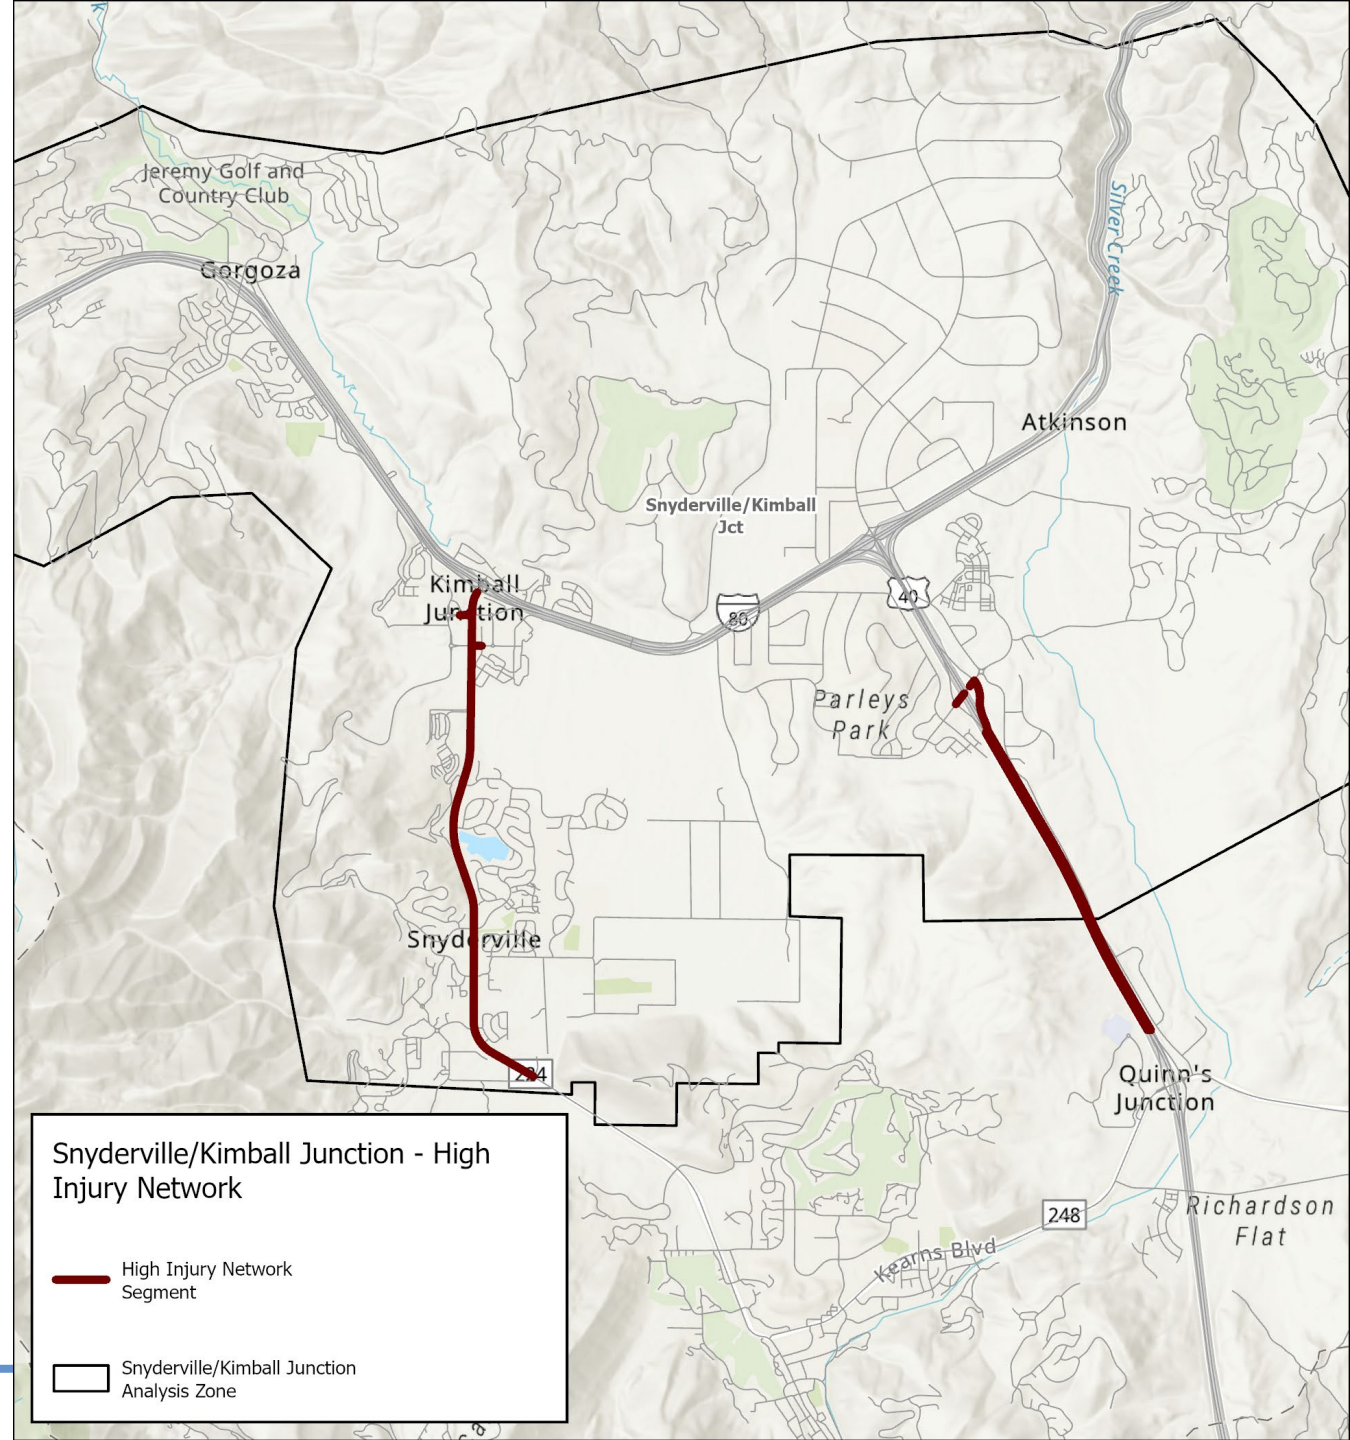 Jeremy Golf and
Country Club
Gorgoza
Silver Creek
Atkinson
Snyderville/Kimball
Jct
Kimball
Junction
80
40
Parleys
Park
Snyderville
224
Quinn's
Junction
248
Richardson
Flat
Kearns Blvd
Snyderville/Kimball Junction - High
Injury Network
High Injury Network
Segment
Snyderville/Kimball Junction
Analysis Zone